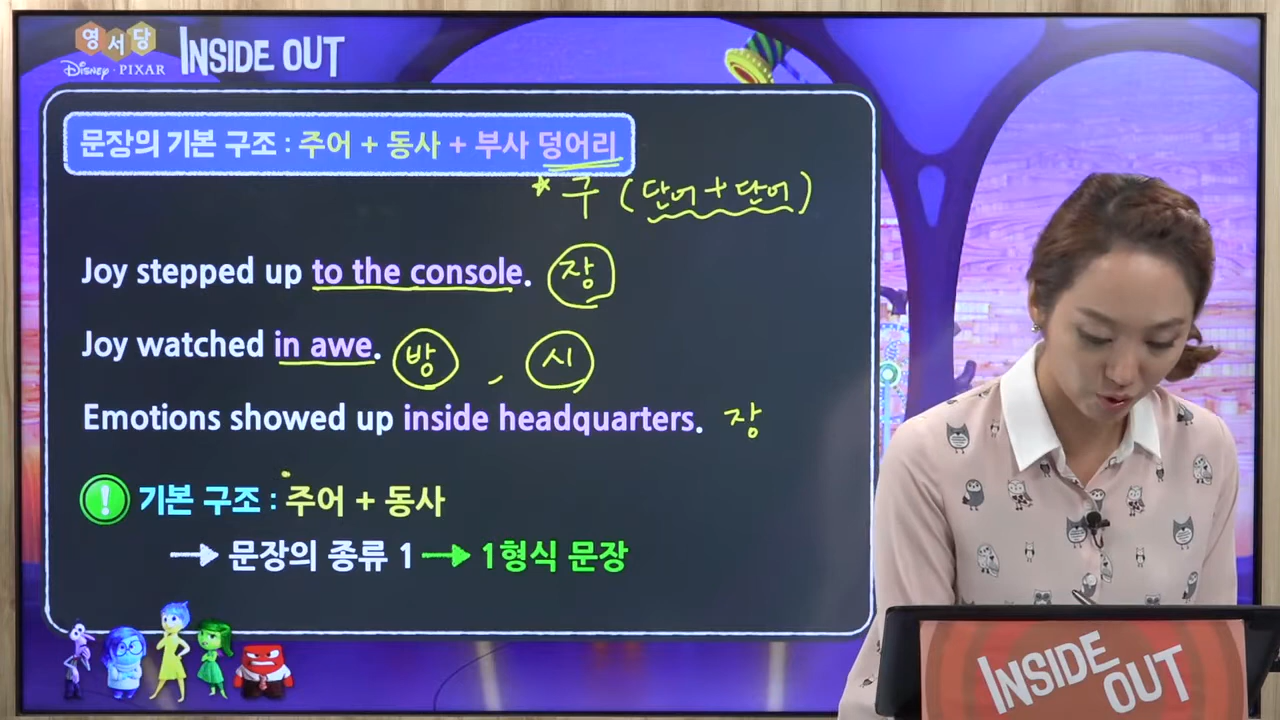 영서당
Disney · PIXAR
INSIDE OUT
문장의 기본 구조 : 주어 + 동사 + 부사 덩어리
* 구 (단어 + 단어)
Joy stepped up to the console. 장
Joy watched in awe. 방 , 시
Emotions showed up inside headquarters. 장
! 기본 구조 : 주어 + 동사
→ 문장의 종류 1 → 1형식 문장
INSIDE OUT